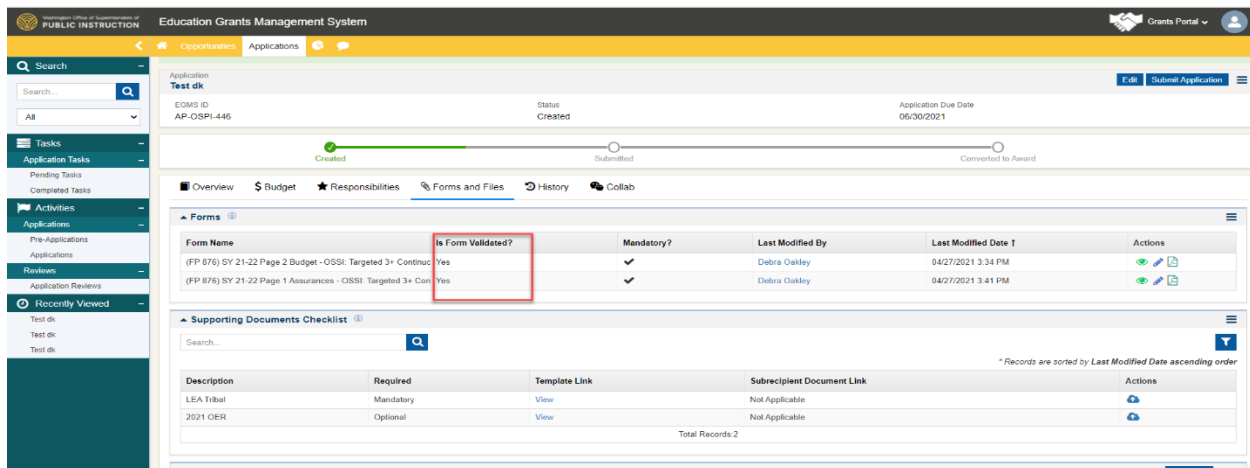 Washington Office of Superintendent of
PUBLIC INSTRUCTION
Education Grants Management System
Grants Portal
Opportunities Applications
Search
Search...
All
Tasks
Application Tasks
Pending Tasks
Completed Tasks
Activities
Applications
Pre-Applications
Applications
Reviews
Application Reviews
Recently Viewed
Test dk
Test dk
Test dk
Application
Test dk
Edit Submit Application
EGMS ID Status Application Due Date
AP-OSPI-446 Created 06/30/2021
Created Submitted Converted to Award
Overview $ Budget Responsibilities Forms and Files History Collab
Forms
Form Name Is Form Validated? Mandatory? Last Modified By Last Modified Date ↑ Actions
(FP 876) SY 21-22 Page 2 Budget - OSSI: Targeted 3+ Continuc Yes ✔ Debra Oakley 04/27/2021 3:34 PM
(FP 876) SY 21-22 Page 1 Assurances - OSSI: Targeted 3+ Con Yes ✔ Debra Oakley 04/27/2021 3:41 PM
Supporting Documents Checklist
Search...
* Records are sorted by Last Modified Date ascending order
Description Required Template Link Subrecipient Document Link Actions
LEA Tribal Mandatory View Not Applicable
2021 OER Optional View Not Applicable
Total Records:2